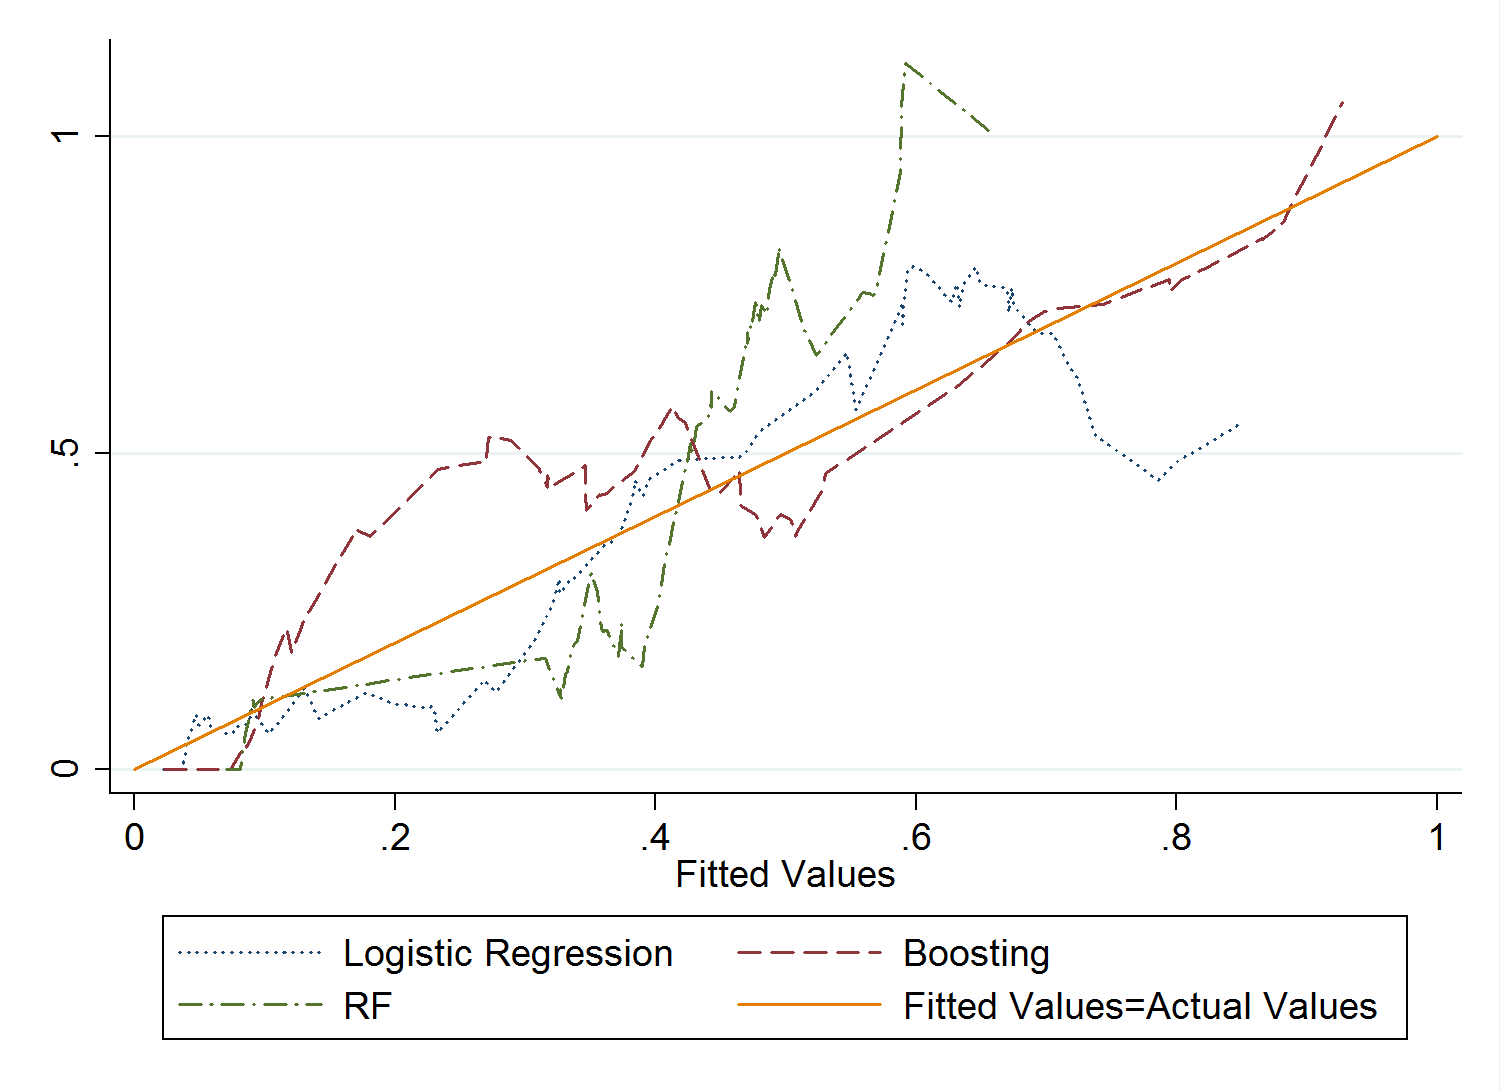 1
.5
0
0 .2 .4 .6 .8 1
Fitted Values
Logistic Regression Boosting
RF Fitted Values=Actual Values